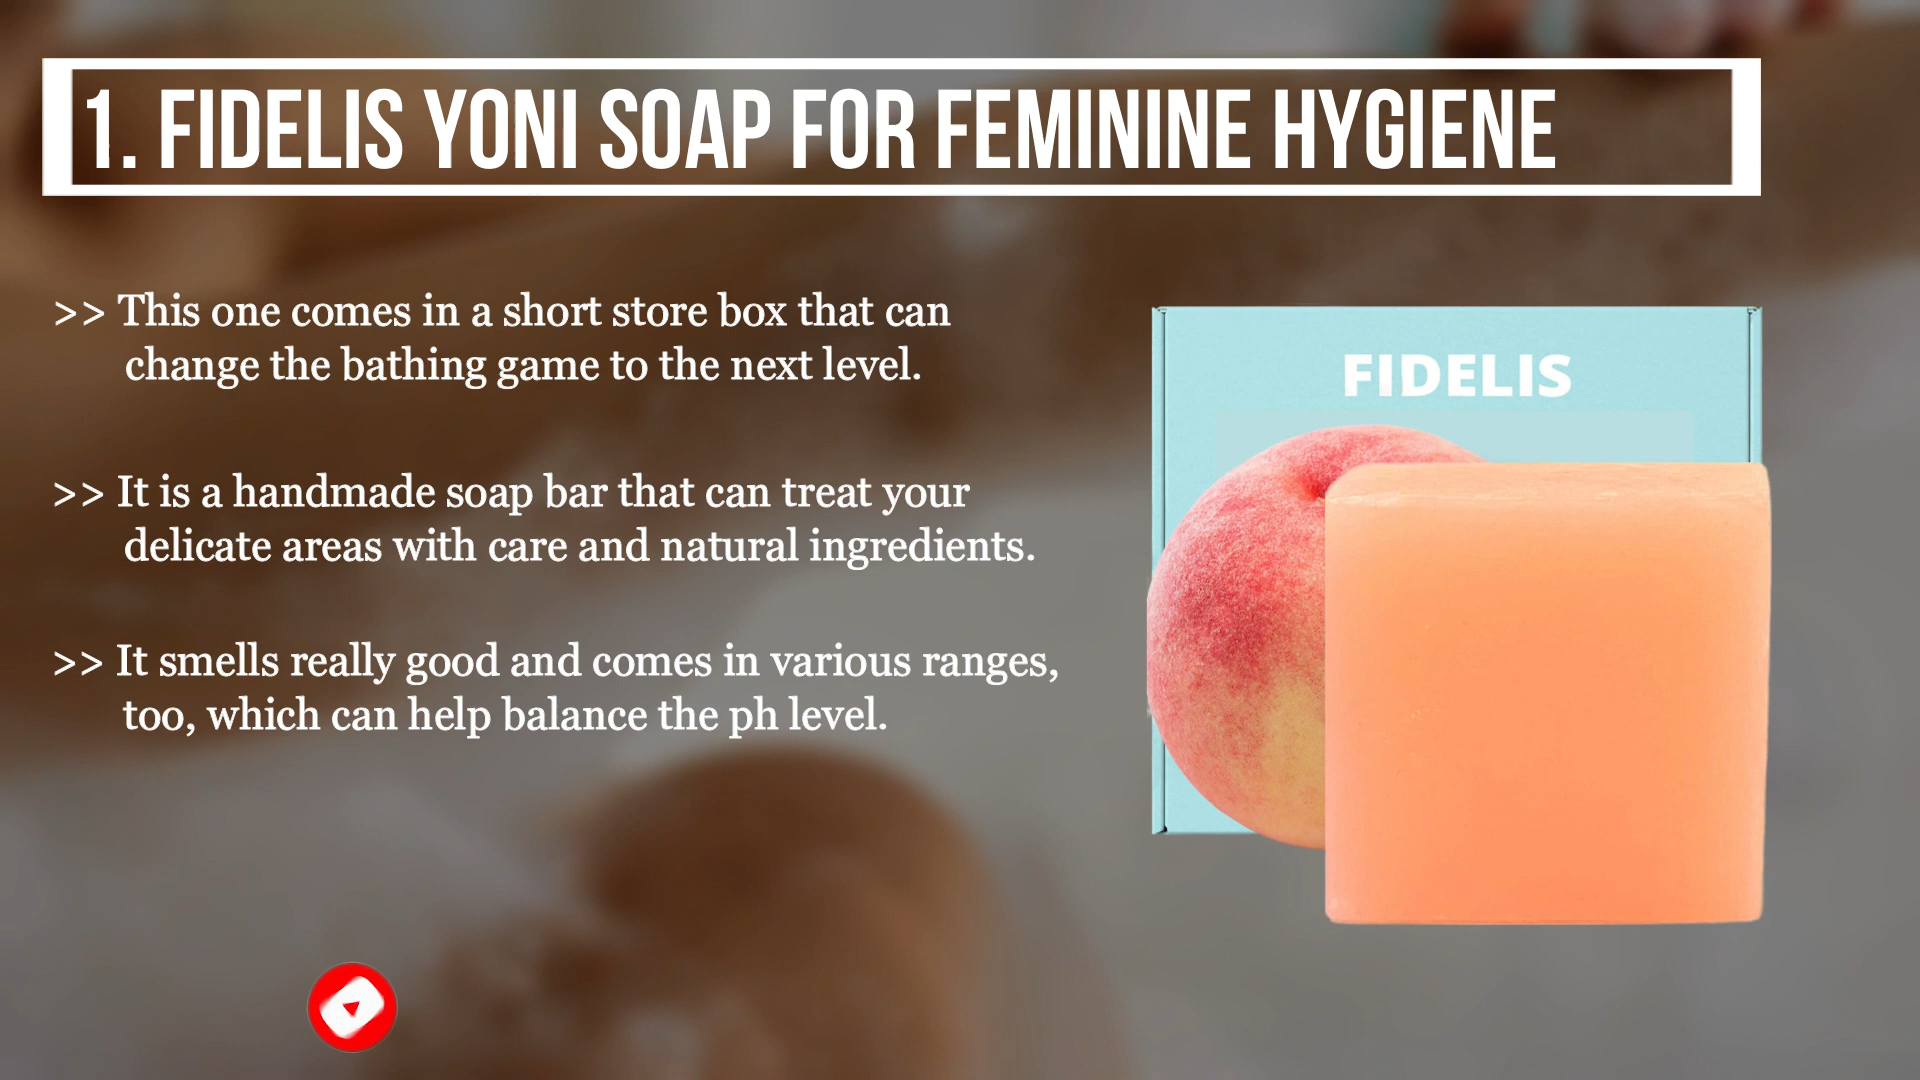 1. FIDELIS YONI SOAP FOR FEMININE HYGIENE
>> This one comes in a short store box that can
change the bathing game to the next level.
>> It is a handmade soap bar that can treat your
delicate areas with care and natural ingredients.
>> It smells really good and comes in various ranges,
too, which can help balance the ph level.
FIDELIS